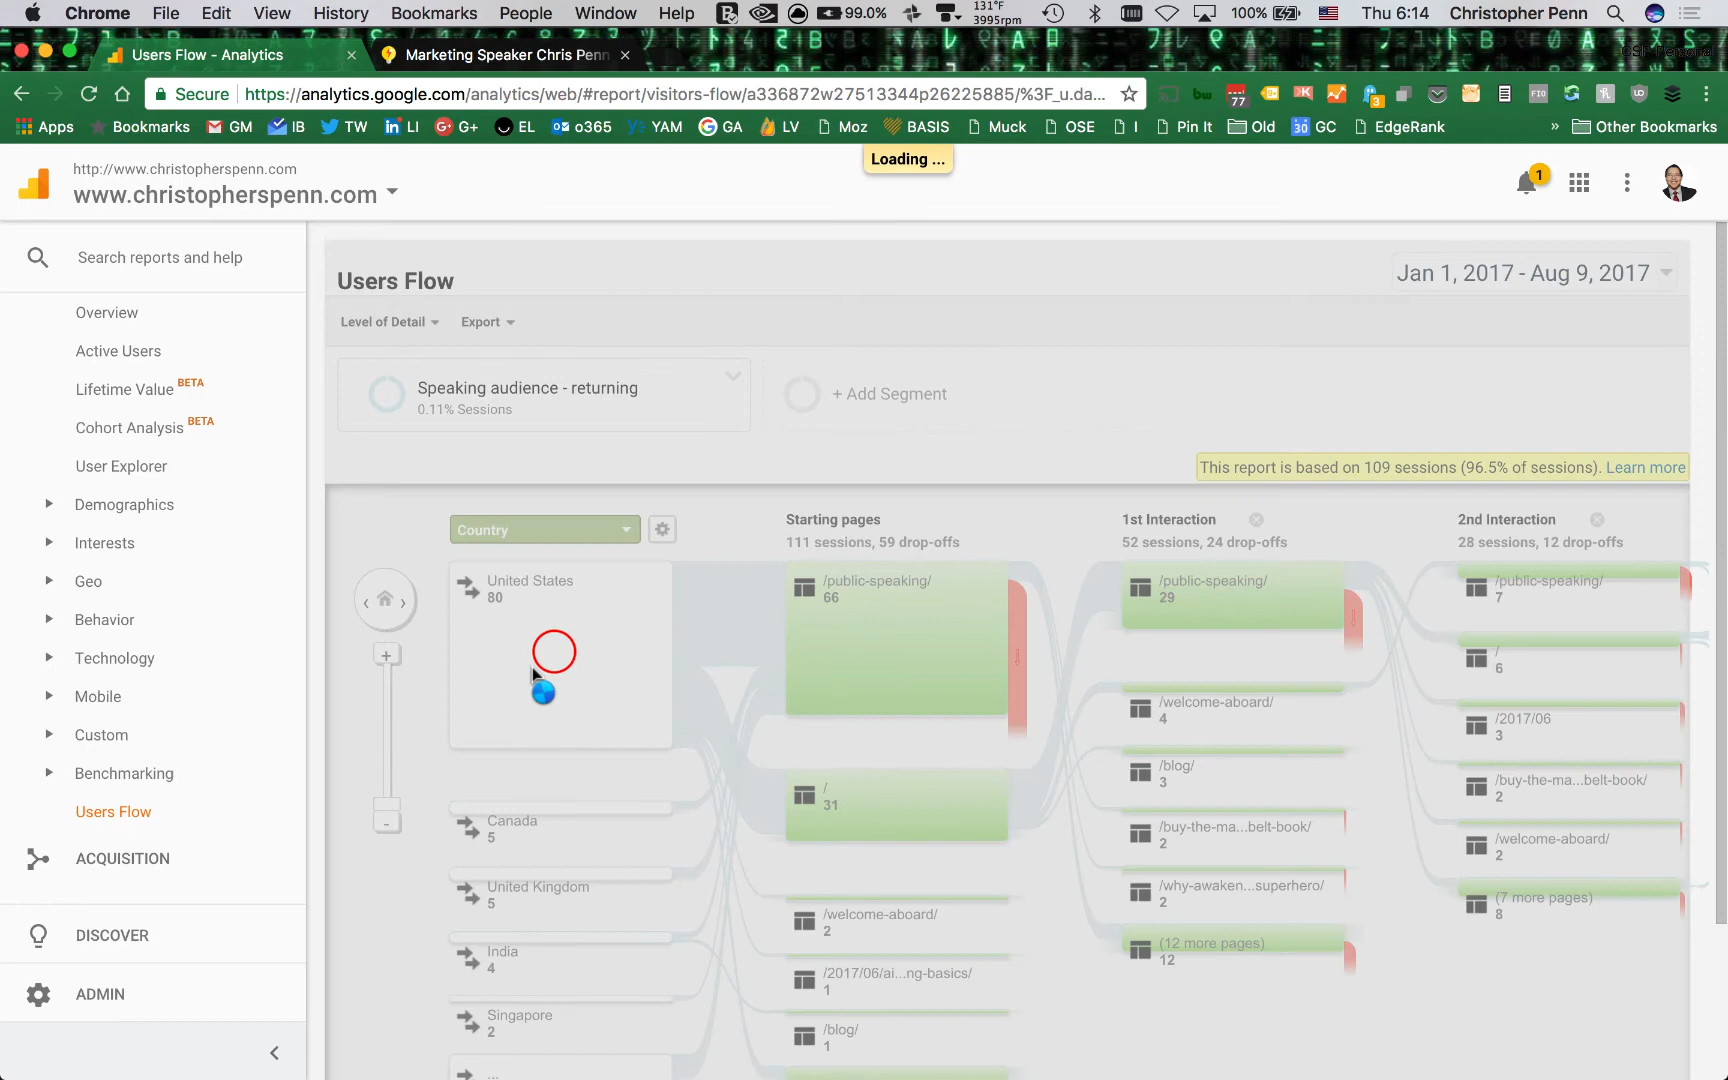 Chrome File Edit View History Bookmarks People Window Help 99.0% 131°F 3995rpm 100% Thu 6:14 Christopher Penn
Users Flow - Analytics Marketing Speaker Chris Penn
Secure https://analytics.google.com/analytics/web/#report/visitors-flow/a336872w27513344p26225885/%3F_u.da...
Apps Bookmarks GM IB TW LI G+ EL o365 YAM GA LV Moz BASIS Muck OSE I Pin It Old GC EdgeRank » Other Bookmarks
Loading ...
http://www.christopherspenn.com
www.christopherspenn.com
1
Search reports and help
Overview
Active Users
Lifetime Value BETA
Cohort Analysis BETA
User Explorer
Demographics
Interests
Geo
Behavior
Technology
Mobile
Custom
Benchmarking
Users Flow
ACQUISITION
DISCOVER
ADMIN
Users Flow
Jan 1, 2017 - Aug 9, 2017
Level of Detail Export
Speaking audience - returning
0.11% Sessions
+ Add Segment
This report is based on 109 sessions (96.5% of sessions). Learn more
Country
United States
80
Canada
5
United Kingdom
5
India
4
Singapore
2
...
Starting pages
111 sessions, 59 drop-offs
/public-speaking/
66
/
31
/welcome-aboard/
2
/2017/06/ai...ng-basics/
1
/blog/
1
1st Interaction
52 sessions, 24 drop-offs
/public-speaking/
29
/welcome-aboard/
4
/blog/
3
/buy-the-ma...belt-book/
2
/why-awaken...superhero/
2
(12 more pages)
12
2nd Interaction
28 sessions, 12 drop-offs
/public-speaking/
7
/
6
/2017/06
3
/buy-the-ma...belt-book/
2
/welcome-aboard/
2
(7 more pages)
8